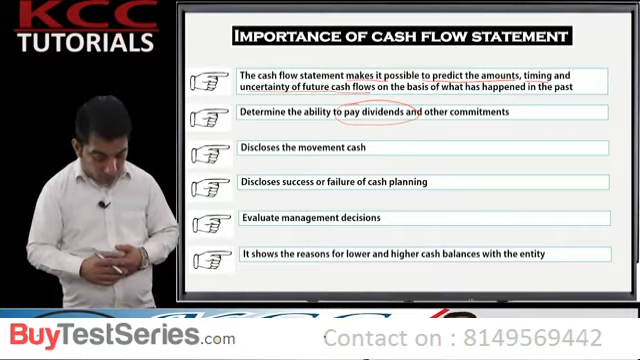 KCC
TUTORIALS
IMPORTANCE OF CASH FLOW STATEMENT
The cash flow statement makes it possible to predict the amounts, timing and
uncertainty of future cash flows on the basis of what has happened in the past
Determine the ability to pay dividends and other commitments
Discloses the movement cash
Discloses success or failure of cash planning
Evaluate management decisions
It shows the reasons for lower and higher cash balances with the entity
BuyTestSeries.com
Contact on : 8149569442